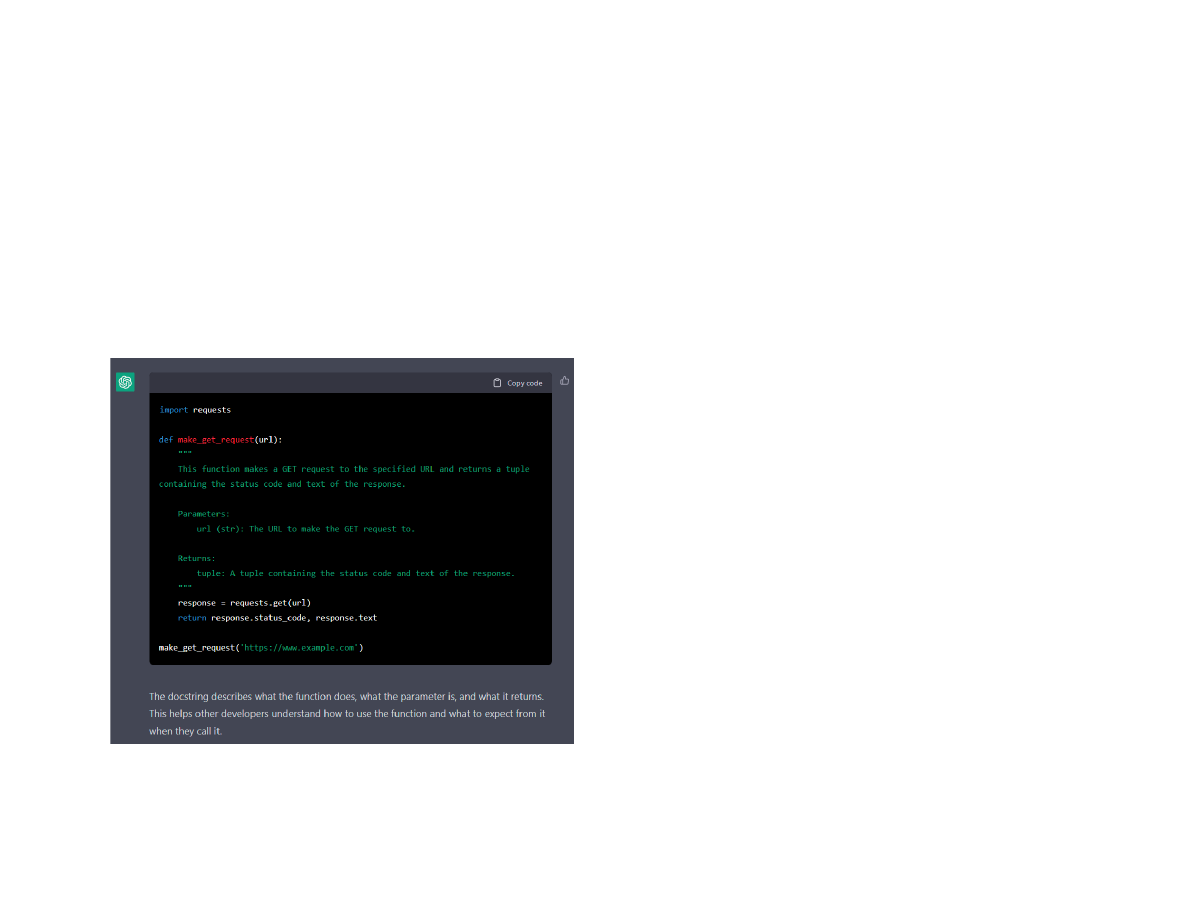 Copy code
import requests
def make_get_request(url):
"""
This function makes a GET request to the specified URL and returns a tuple
containing the status code and text of the response.
Parameters:
url (str): The URL to make the GET request to.
Returns:
tuple: A tuple containing the status code and text of the response.
"""
response = requests.get(url)
return response.status_code, response.text
make_get_request('https://www.example.com')
The docstring describes what the function does, what the parameter is, and what it returns.
This helps other developers understand how to use the function and what to expect from it
when they call it.